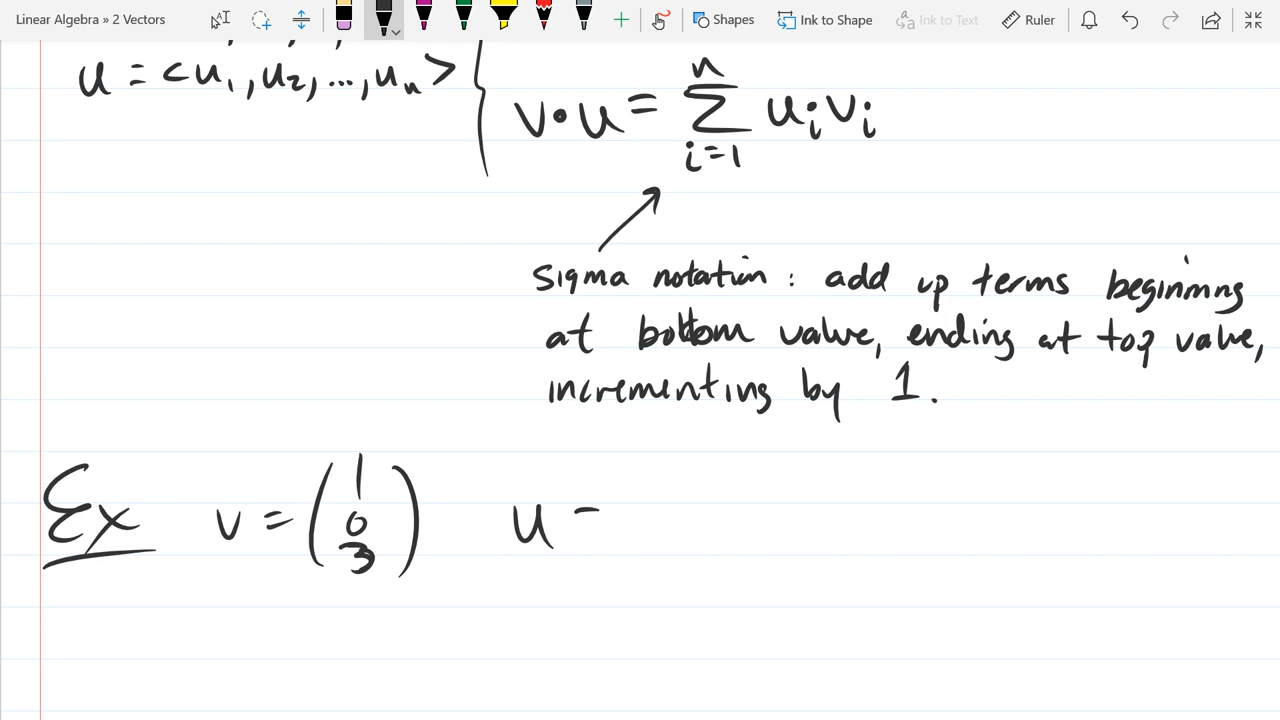 Linear Algebra » 2 Vectors
Shapes Ink to Shape Ink to Text Ruler
u = <u₁, u₂, ..., uₙ>
v•u = n Σ i=1 uᵢvᵢ
sigma notation: add up terms beginning
at bottom value, ending at top value,
incrementing by 1.
Ex v = (1 0 3) u -